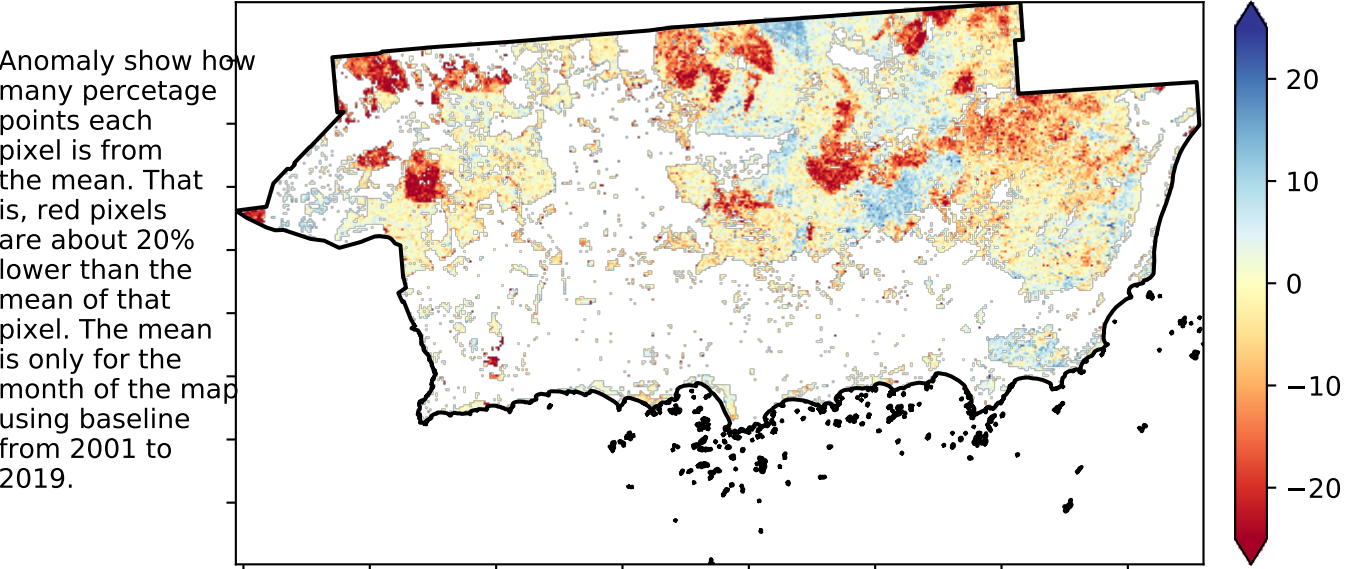 Anomaly show how
many percetage
points each
pixel is from
the mean. That
is, red pixels
are about 20%
lower than the
mean of that
pixel. The mean
is only for the
month of the map
using baseline
from 2001 to
2019.
20
10
0
−10
−20